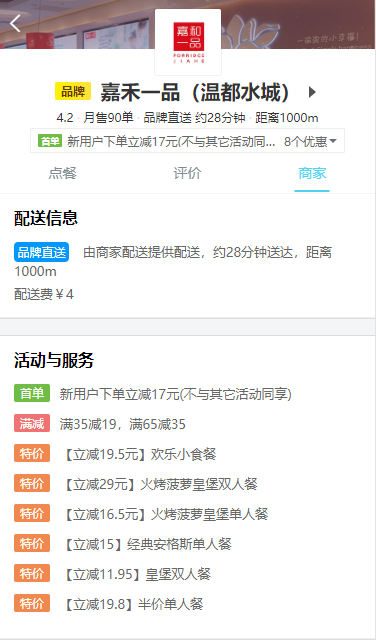 一品袋的小幸福！
嘉和
一品
PORRIDGE
JIAHE
品牌 嘉禾一品（温都水城）
4.2 · 月售90单 · 品牌直送 约28分钟 · 距离1000m
首单 新用户下单立减17元(不与其它活动同... 8个优惠
点餐 评价 商家
配送信息
品牌直送 由商家配送提供配送，约28分钟送达，距离
1000m
配送费￥4
活动与服务
首单 新用户下单立减17元(不与其它活动同享)
满减 满35减19，满65减35
特价 【立减19.5元】欢乐小食餐
特价 【立减29元】火烤菠萝皇堡双人餐
特价 【立减16.5元】火烤菠萝皇堡单人餐
特价 【立减15】经典安格斯单人餐
特价 【立减11.95】皇堡双人餐
特价 【立减19.8】半价单人餐